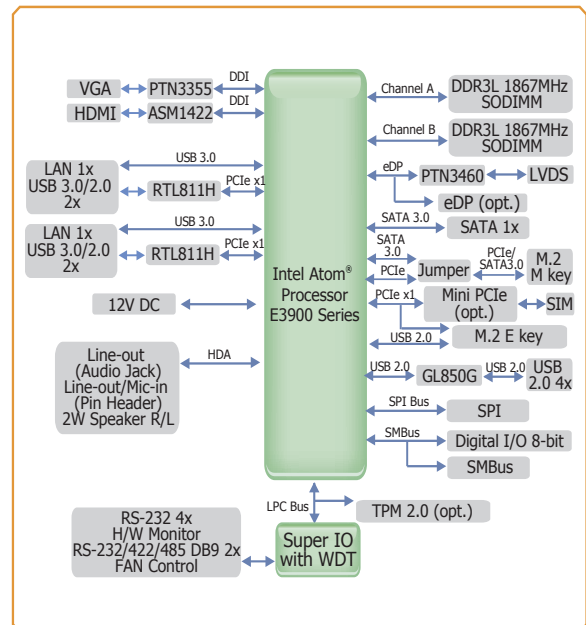 VGA
PTN3355
DDI
HDMI
ASM1422
DDI
LAN 1x
USB 3.0/2.0
2x
USB 3.0
RTL811H
PCIe x1
LAN 1x
USB 3.0/2.0
2x
USB 3.0
RTL811H
PCIe x1
12V DC
Line-out
(Audio Jack)
Line-out/Mic-in
(Pin Header)
2W Speaker R/L
HDA
Intel Atom®
Processor
E3900 Series
Channel A
DDR3L 1867MHz
SODIMM
Channel B
DDR3L 1867MHz
SODIMM
eDP
PTN3460
LVDS
eDP (opt.)
SATA 3.0
SATA 1x
SATA
3.0
PCIe
Jumper
PCIe/
SATA3.0
M.2
M key
PCIe x1
Mini PCIe
(opt.)
SIM
M.2 E key
USB 2.0
USB 2.0
GL850G
USB 2.0
USB
2.0 4x
SPI Bus
SPI
SMBus
Digital I/O 8-bit
SMBus
LPC Bus
TPM 2.0 (opt.)
RS-232 4x
H/W Monitor
RS-232/422/485 DB9 2x
FAN Control
Super IO
with WDT